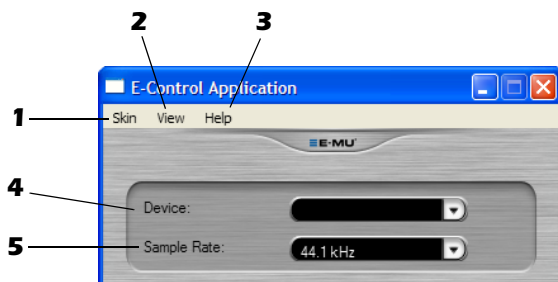 2 3
E-Control Application
1 Skin View Help
E-MU
4 Device:
5 Sample Rate: 44.1 kHz